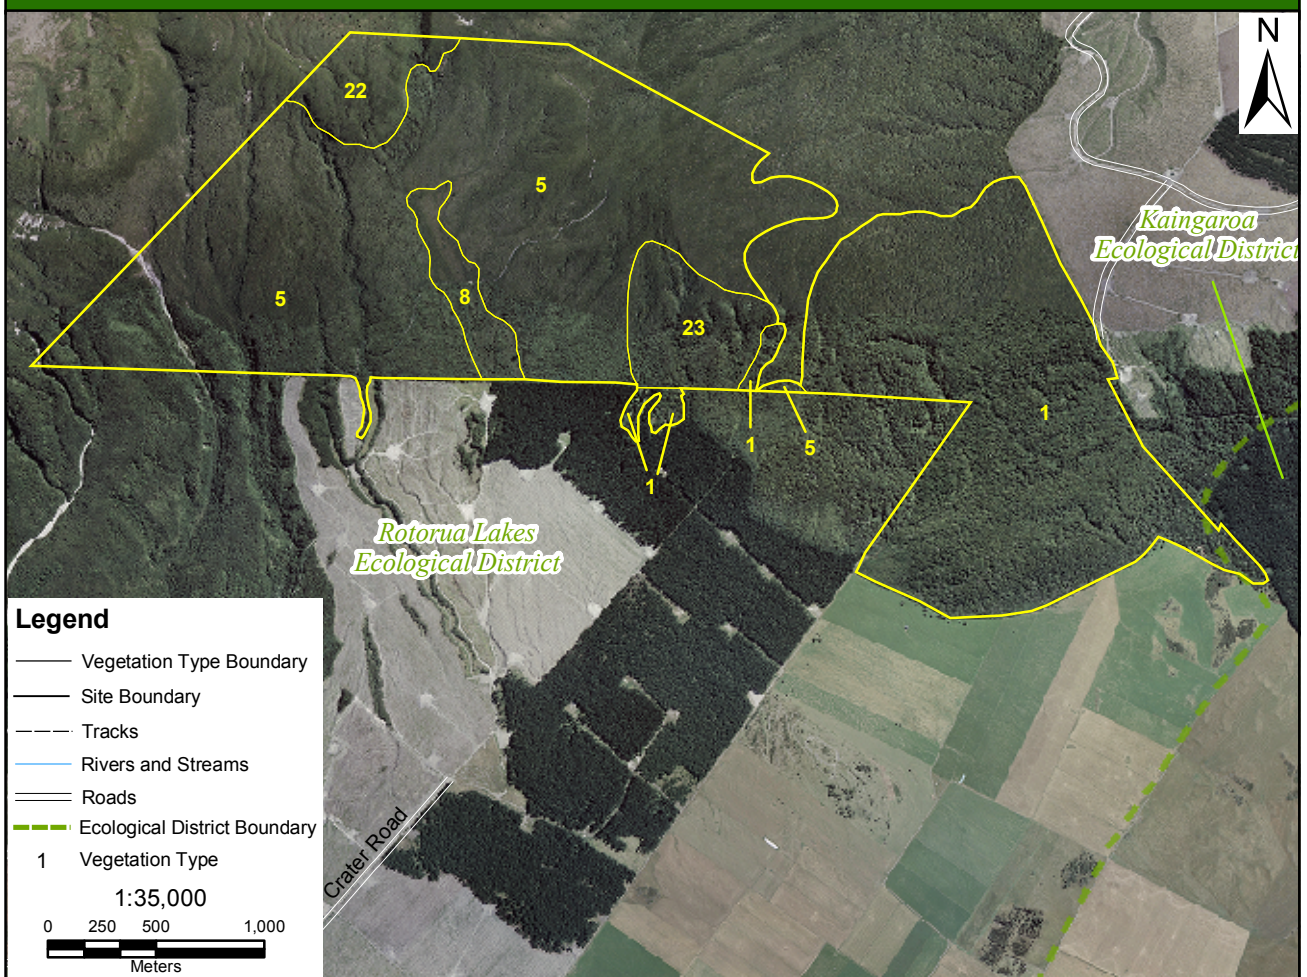 N
22
5
Kaingaroa
Ecological District
5
8
23
1
1
5
1
Rotorua Lakes
Ecological District
Legend
Vegetation Type Boundary
Site Boundary
Tracks
Rivers and Streams
Roads
Ecological District Boundary
1 Vegetation Type
1:35,000
0 250 500 1,000
Meters
Crater Road